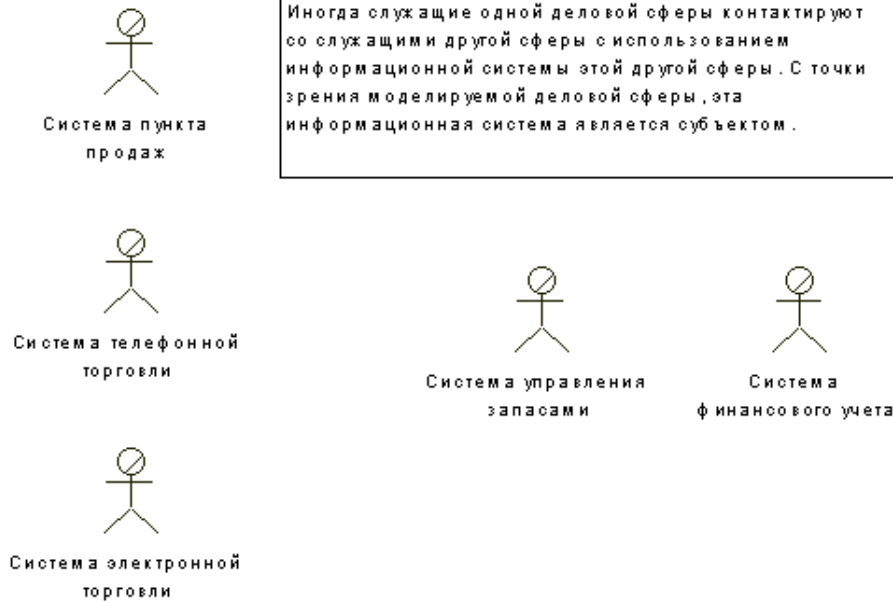 Иногда служащие одной деловой сферы контактируют
со служащими другой сферы с использованием
информационной системы этой другой сферы. С точки
зрения моделируемой деловой сферы, эта
информационная система является субъектом.
Система пункта
продаж
Система телефонной
торговли
Система управления
запасами
Система
финансового учета
Система электронной
торговли